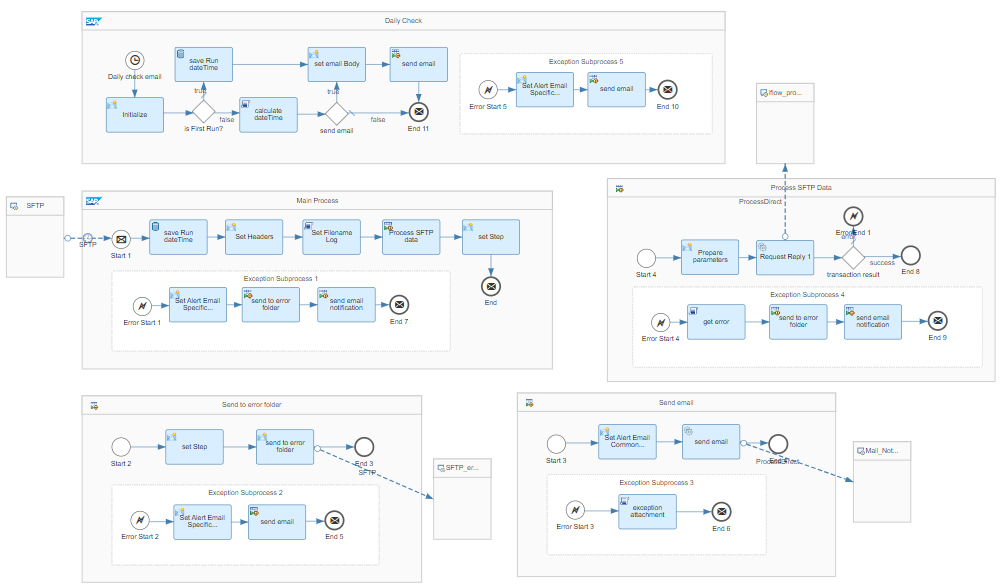 SAP
Daily Check
Daily check email
save Run
dateTime
set email Body
send email
true
true
Initialize
is First Run?
false
calculate
dateTime
send email
false
End 11
Exception Subprocess 5
Error Start 5
Set Alert Email
Specific...
send email
End 10
iflow_pro...
SFTP
SFTP
SAP
Main Process
Start 1
save Run
dateTime
Set Headers
Set Filename
Log
Process SFTP
data
set Step
End
Exception Subprocess 1
Error Start 1
Set Alert Email
Specific...
send to error
folder
send email
notification
End 7
Process SFTP Data
ProcessDirect
Start 4
Prepare
parameters
Request Reply 1
Error End 1
transaction result
success
End 8
Exception Subprocess 4
Error Start 4
get error
send to error
folder
send email
notification
End 9
Send to error folder
Start 2
set Step
send to error
folder
End 3
SFTP
SFTP_er...
Exception Subprocess 2
Error Start 2
Set Alert Email
Specific...
send email
End 5
Send email
Start 3
Set Alert Email
Common...
send email
ProcessDirect
Mail_Not...
Exception Subprocess 3
Error Start 3
exception
attachment
End 6